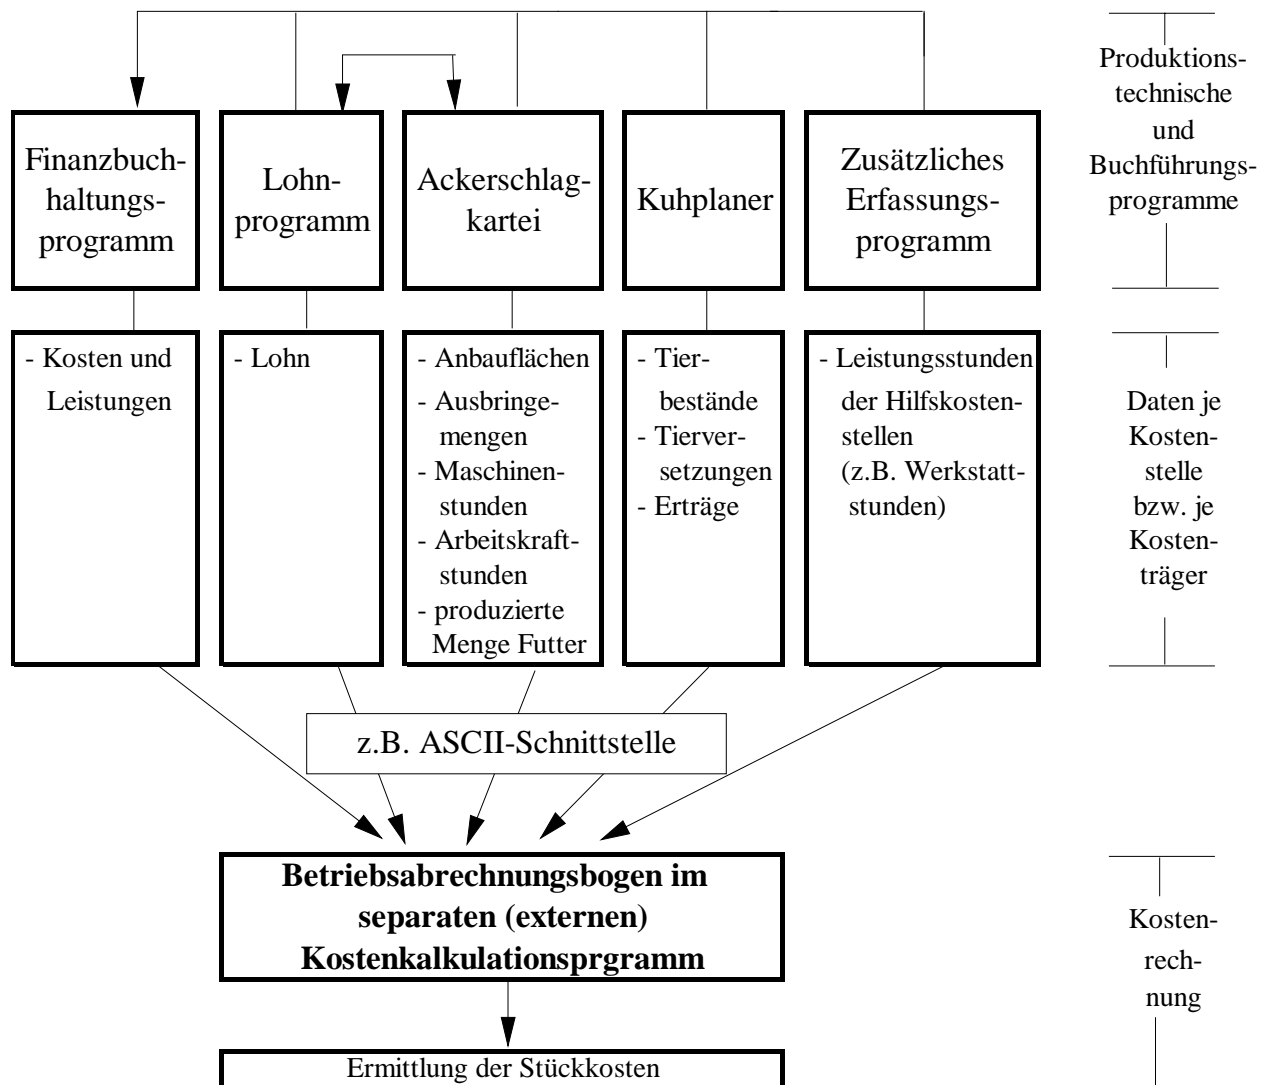 Finanzbuch-
haltungs-
programm
Lohn-
programm
Ackerschlag-
kartei
Kuhplaner
Zusätzliches
Erfassungs-
programm
Produktions-
technische
und
Buchführungs-
programme
- Kosten und
Leistungen
- Lohn
- Anbauflächen
- Ausbringe-
mengen
- Maschinen-
stunden
- Arbeitskraft-
stunden
- produzierte
Menge Futter
- Tier-
bestände
- Tierver-
setzungen
- Erträge
- Leistungsstunden
der Hilfskosten-
stellen
(z.B. Werkstatt-
stunden)
Daten je
Kosten-
stelle
bzw. je
Kosten-
träger
z.B. ASCII-Schnittstelle
Betriebsabrechnungsbogen im
separaten (externen)
Kostenkalkulationsprgramm
Kosten-
rech-
nung
Ermittlung der Stückkosten